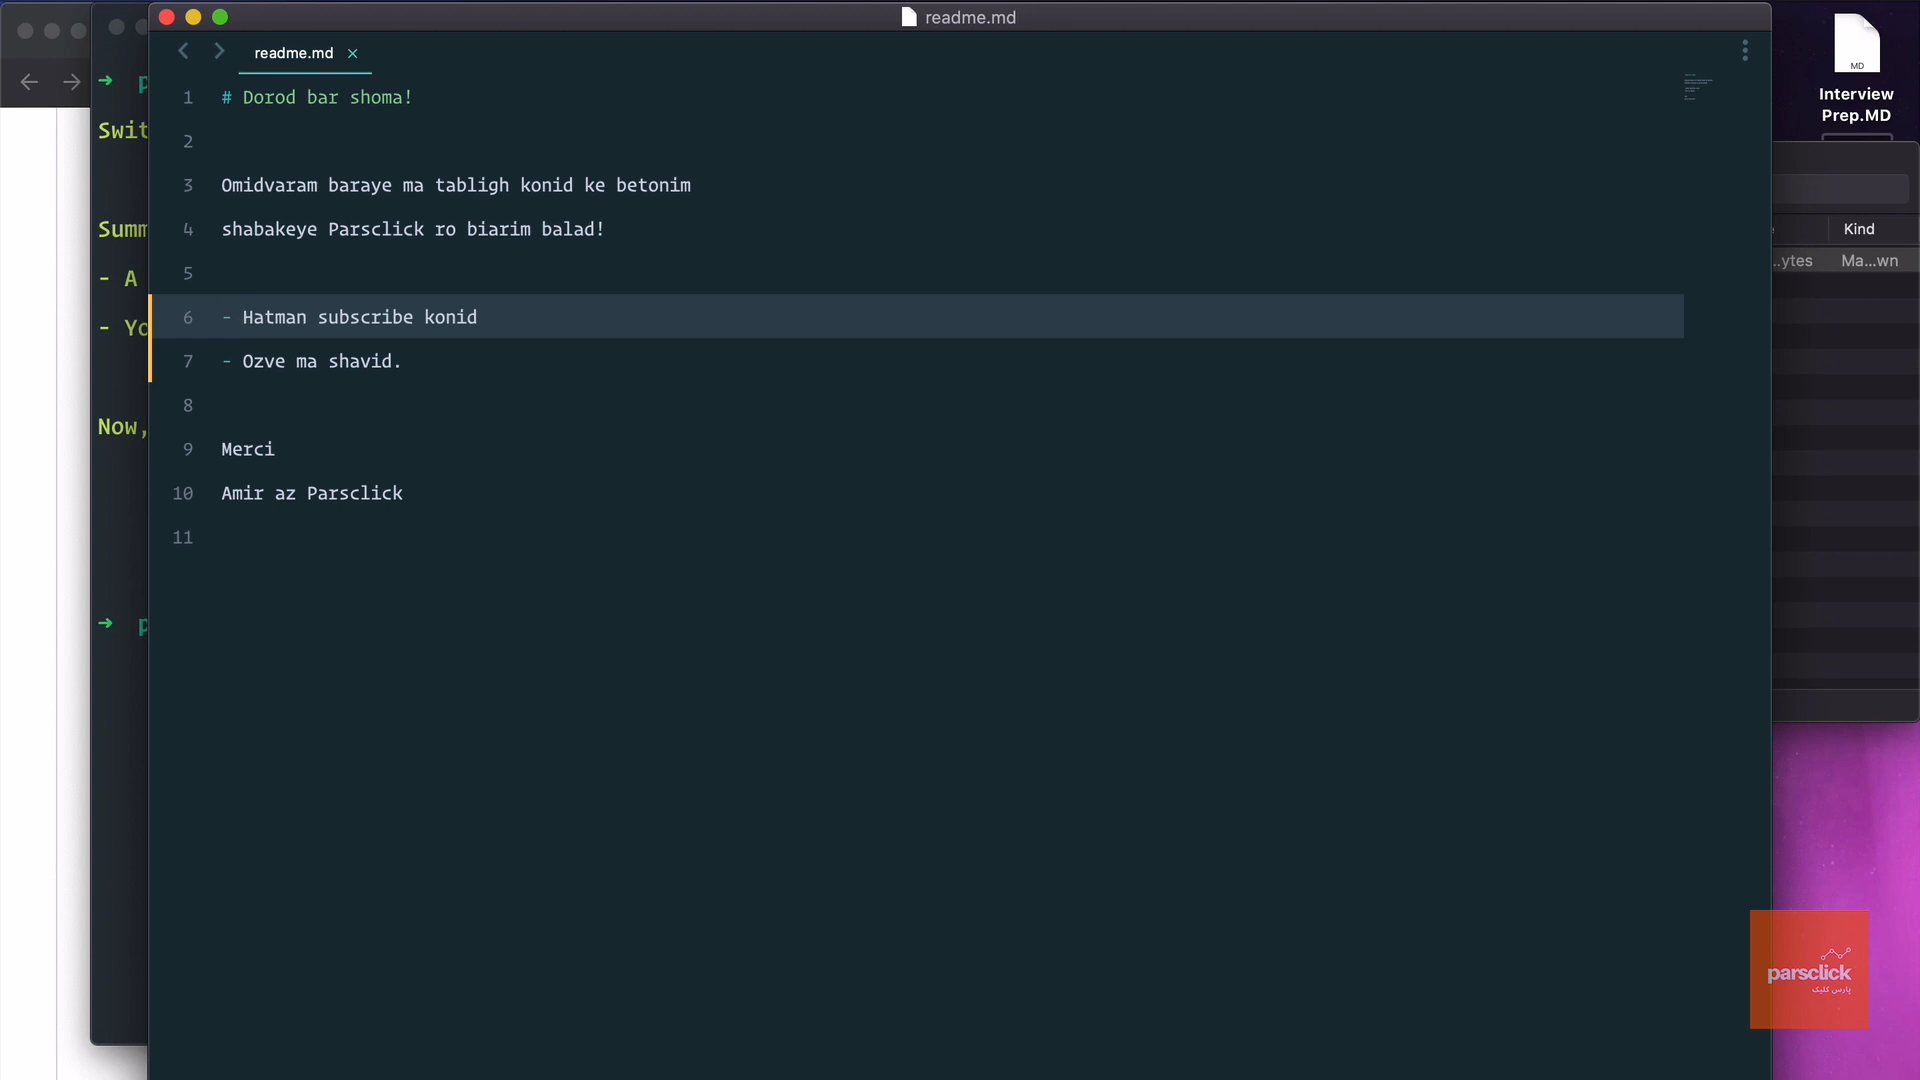 readme.md
readme.md ×
1 # Dorod bar shoma!
2
3 Omidvaram baraye ma tabligh konid ke betonim
4 shabakeye Parsclick ro biarim balad!
5
6 - Hatman subscribe konid
7 - Ozve ma shavid.
8
9 Merci
10 Amir az Parsclick
11
Swit
Summ
- A
- Yo
Now,
MD
Interview
Prep.MD
Kind
...ytes Ma...wn
parsclick
پارس کلیک